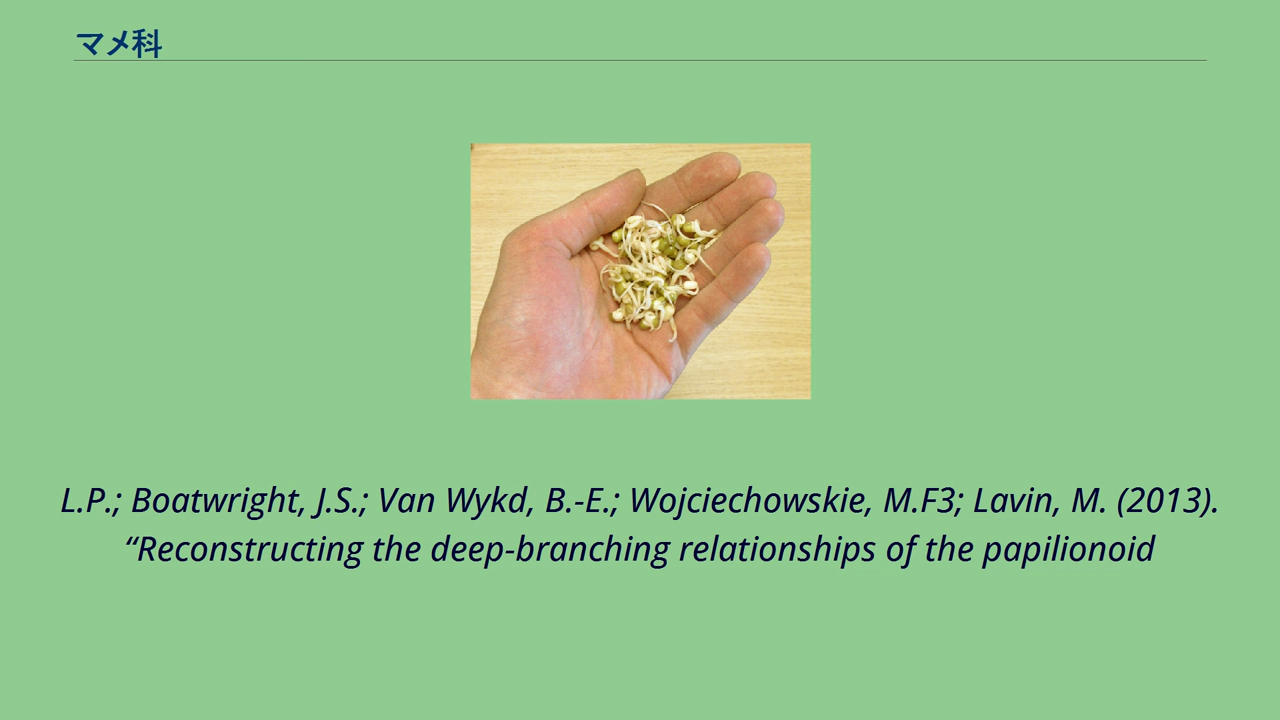 マメ科
L.P.; Boatwright, J.S.; Van Wykd, B.-E.; Wojciechowskie, M.F3; Lavin, M. (2013).
“Reconstructing the deep-branching relationships of the papilionoid